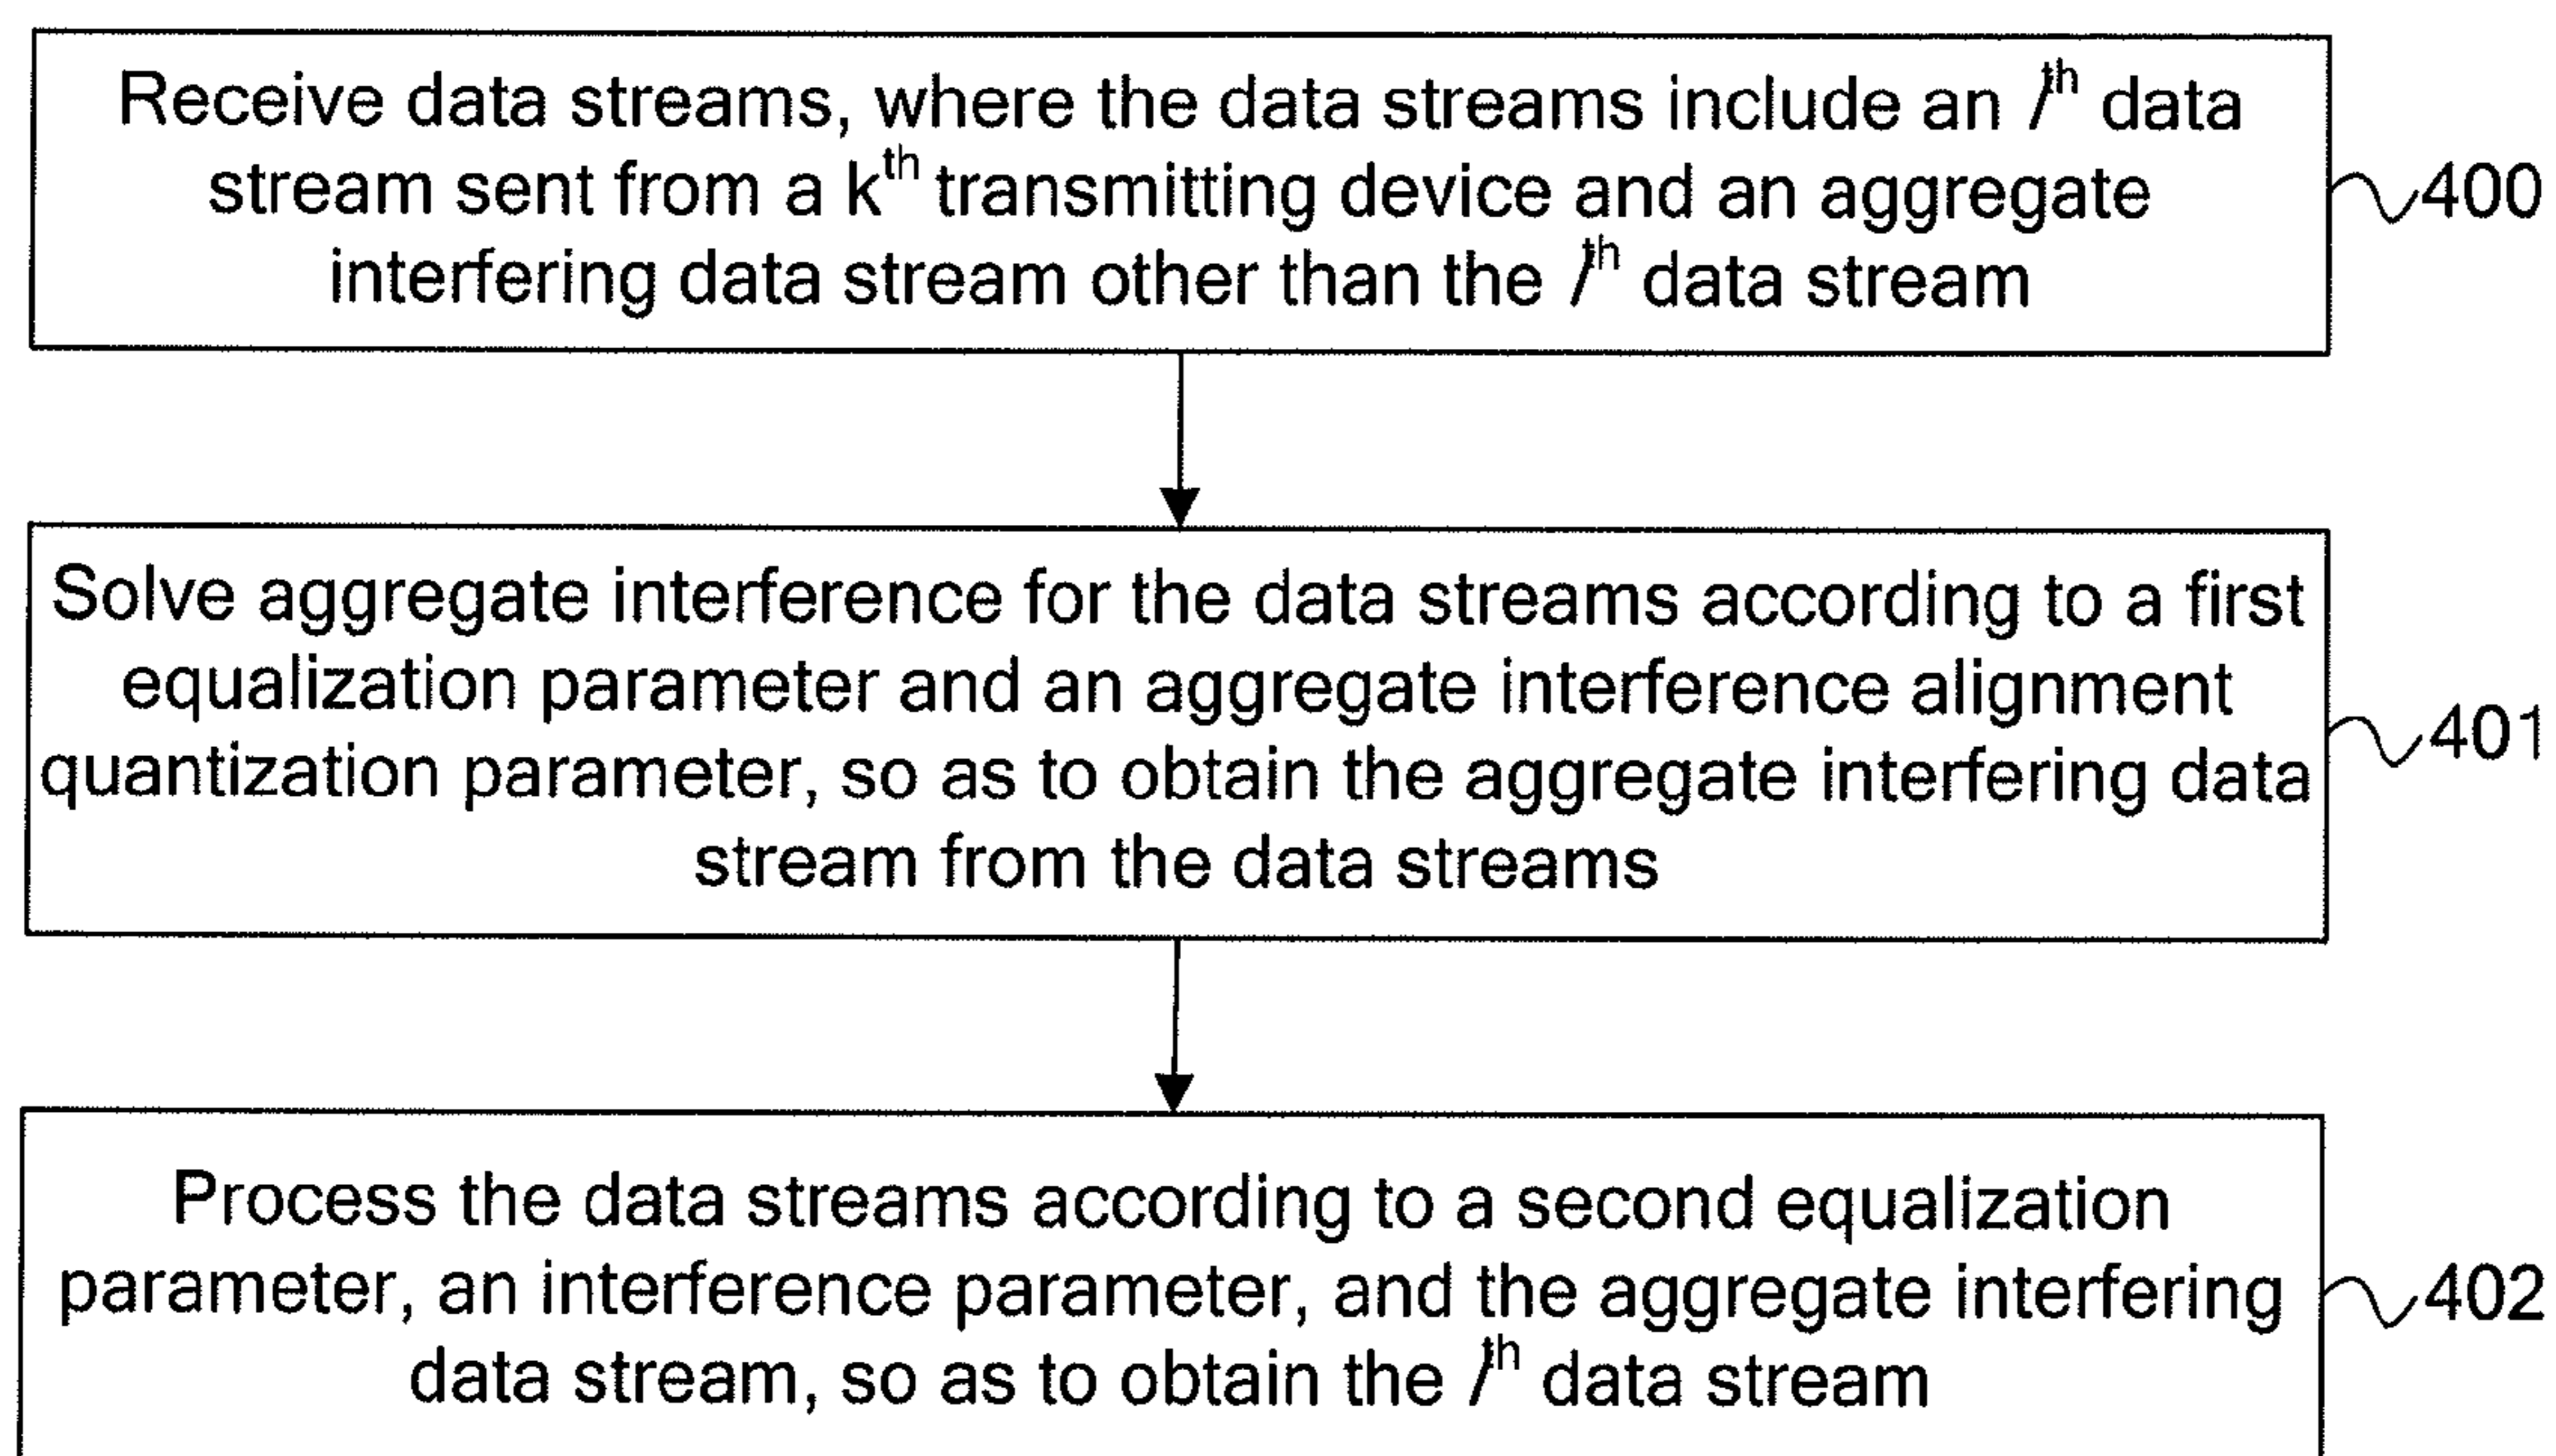 Receive data streams, where the data streams include an lth data
stream sent from a kth transmitting device and an aggregate
interfering data stream other than the lth data stream
400
Solve aggregate interference for the data streams according to a first
equalization parameter and an aggregate interference alignment
quantization parameter, so as to obtain the aggregate interfering data
stream from the data streams
401
Process the data streams according to a second equalization
parameter, an interference parameter, and the aggregate interfering
data stream, so as to obtain the lth data stream
402